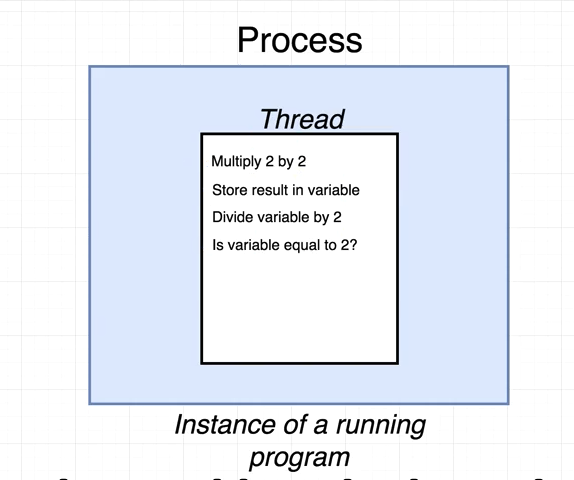 Process
Thread
Multiply 2 by 2
Store result in variable
Divide variable by 2
Is variable equal to 2?
Instance of a running
program